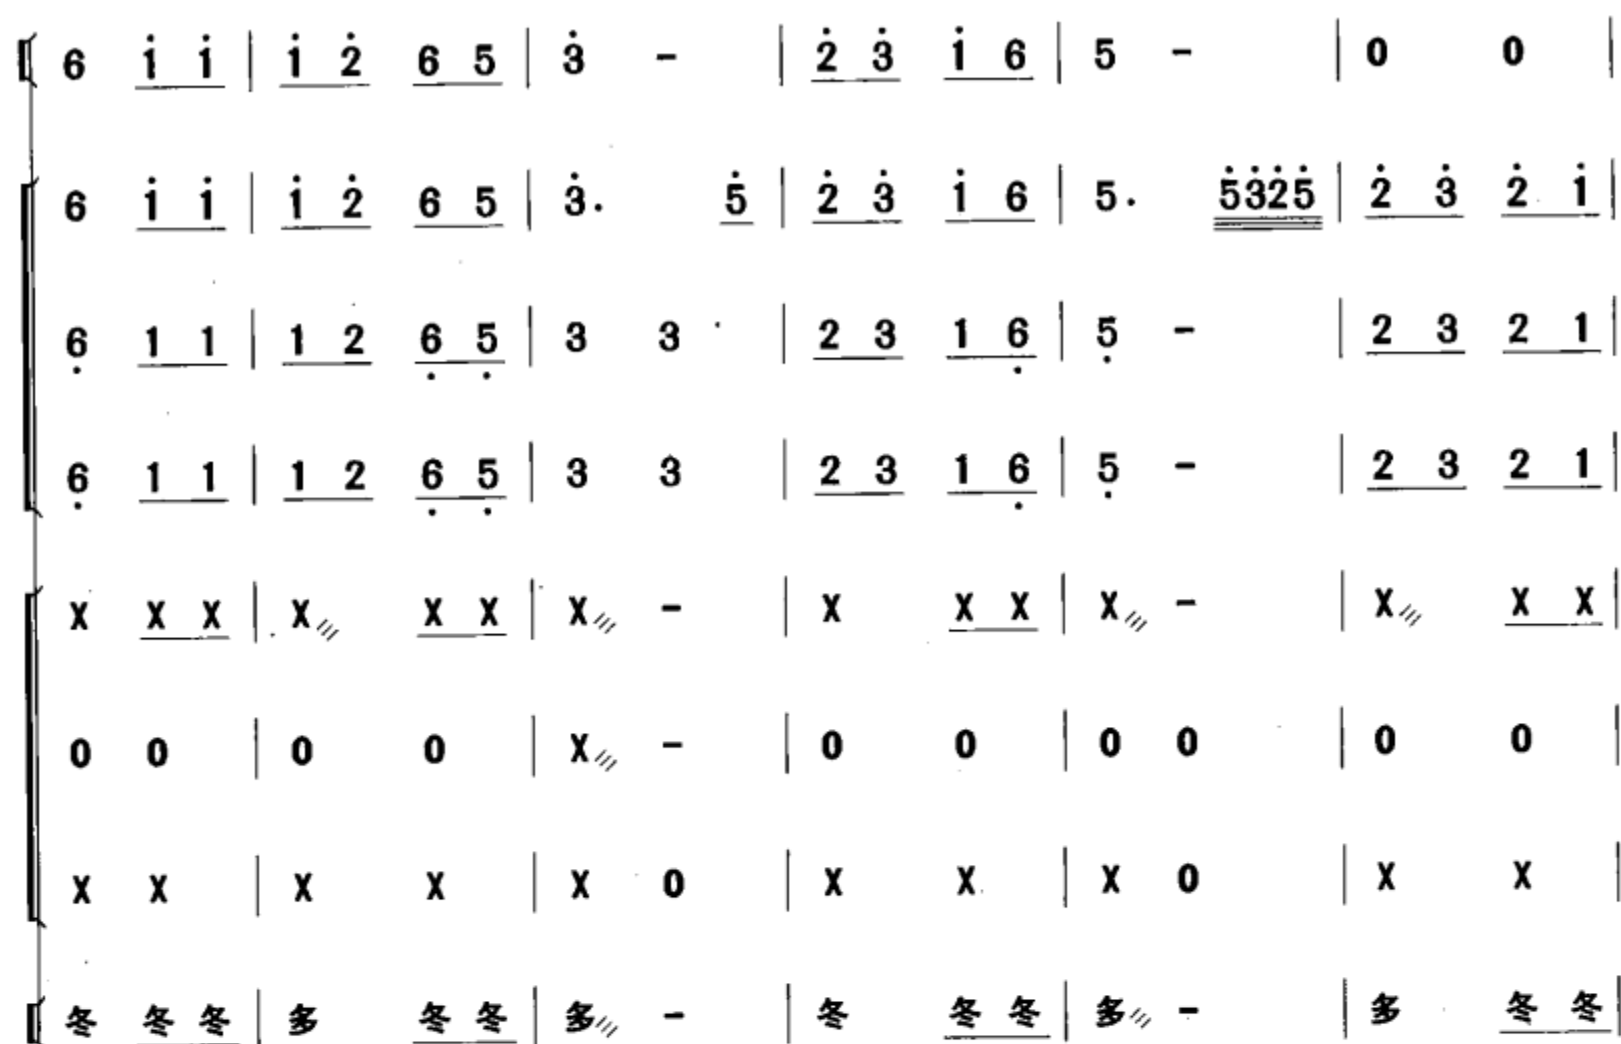 6 i̇ i̇ | i̇ 2̇ 6 5 | 3̇ - | 2̇ 3̇ i̇ 6 | 5 - | 0 0 |
6 i̇ i̇ | i̇ 2̇ 6 5 | 3̇. 5̇ | 2̇ 3̇ i̇ 6 | 5. 5̇3̇2̇5̇ | 2̇ 3̇ 2̇ i̇ |
6̣ 1 1 | 1 2 6̣ 5̣ | 3 3 | 2 3 1 6̣ | 5̣ - | 2 3 2 1 |
6̣ 1 1 | 1 2 6̣ 5̣ | 3 3 | 2 3 1 6̣ | 5̣ - | 2 3 2 1 |
X X X | X/// X X | X/// - | X X X | X/// - | X/// X X |
0 0 | 0 0 | X/// - | 0 0 | 0 0 | 0 0 |
X X | X X | X 0 | X X | X 0 | X X |
冬 冬 冬 | 多 冬 冬 | 多/// - | 冬 冬 冬 | 多/// - | 多 冬 冬 |